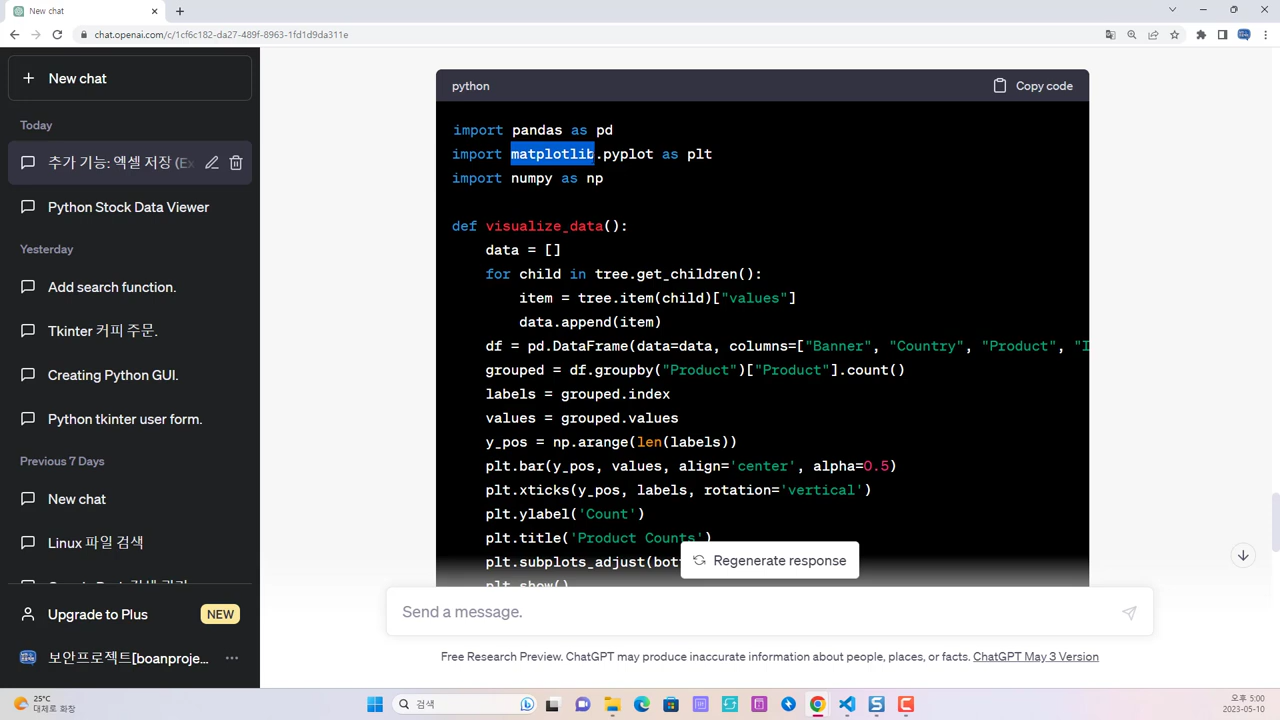 New chat
chat.openai.com/c/1cf6c182-da27-489f-8963-1fd1d9da311e
New chat
Today
추가 기능: 엑셀 저장 (Ex
Python Stock Data Viewer
Yesterday
Add search function.
Tkinter 커피 주문.
Creating Python GUI.
Python tkinter user form.
Previous 7 Days
New chat
Linux 파일 검색
Upgrade to Plus
NEW
보안프로젝트[boanproje...
python
Copy code
import pandas as pd
import matplotlib.pyplot as plt
import numpy as np
def visualize_data():
data = []
for child in tree.get_children():
item = tree.item(child)["values"]
data.append(item)
df = pd.DataFrame(data=data, columns=["Banner", "Country", "Product", "I
grouped = df.groupby("Product")["Product"].count()
labels = grouped.index
values = grouped.values
y_pos = np.arange(len(labels))
plt.bar(y_pos, values, align='center', alpha=0.5)
plt.xticks(y_pos, labels, rotation='vertical')
plt.ylabel('Count')
plt.title('Product Counts')
plt.subplots_adjust(bott
plt.show()
Regenerate response
Send a message.
Free Research Preview. ChatGPT may produce inaccurate information about people, places, or facts. ChatGPT May 3 Version
25°C
대체로 화창
검색
오후 5:00
2023-05-10